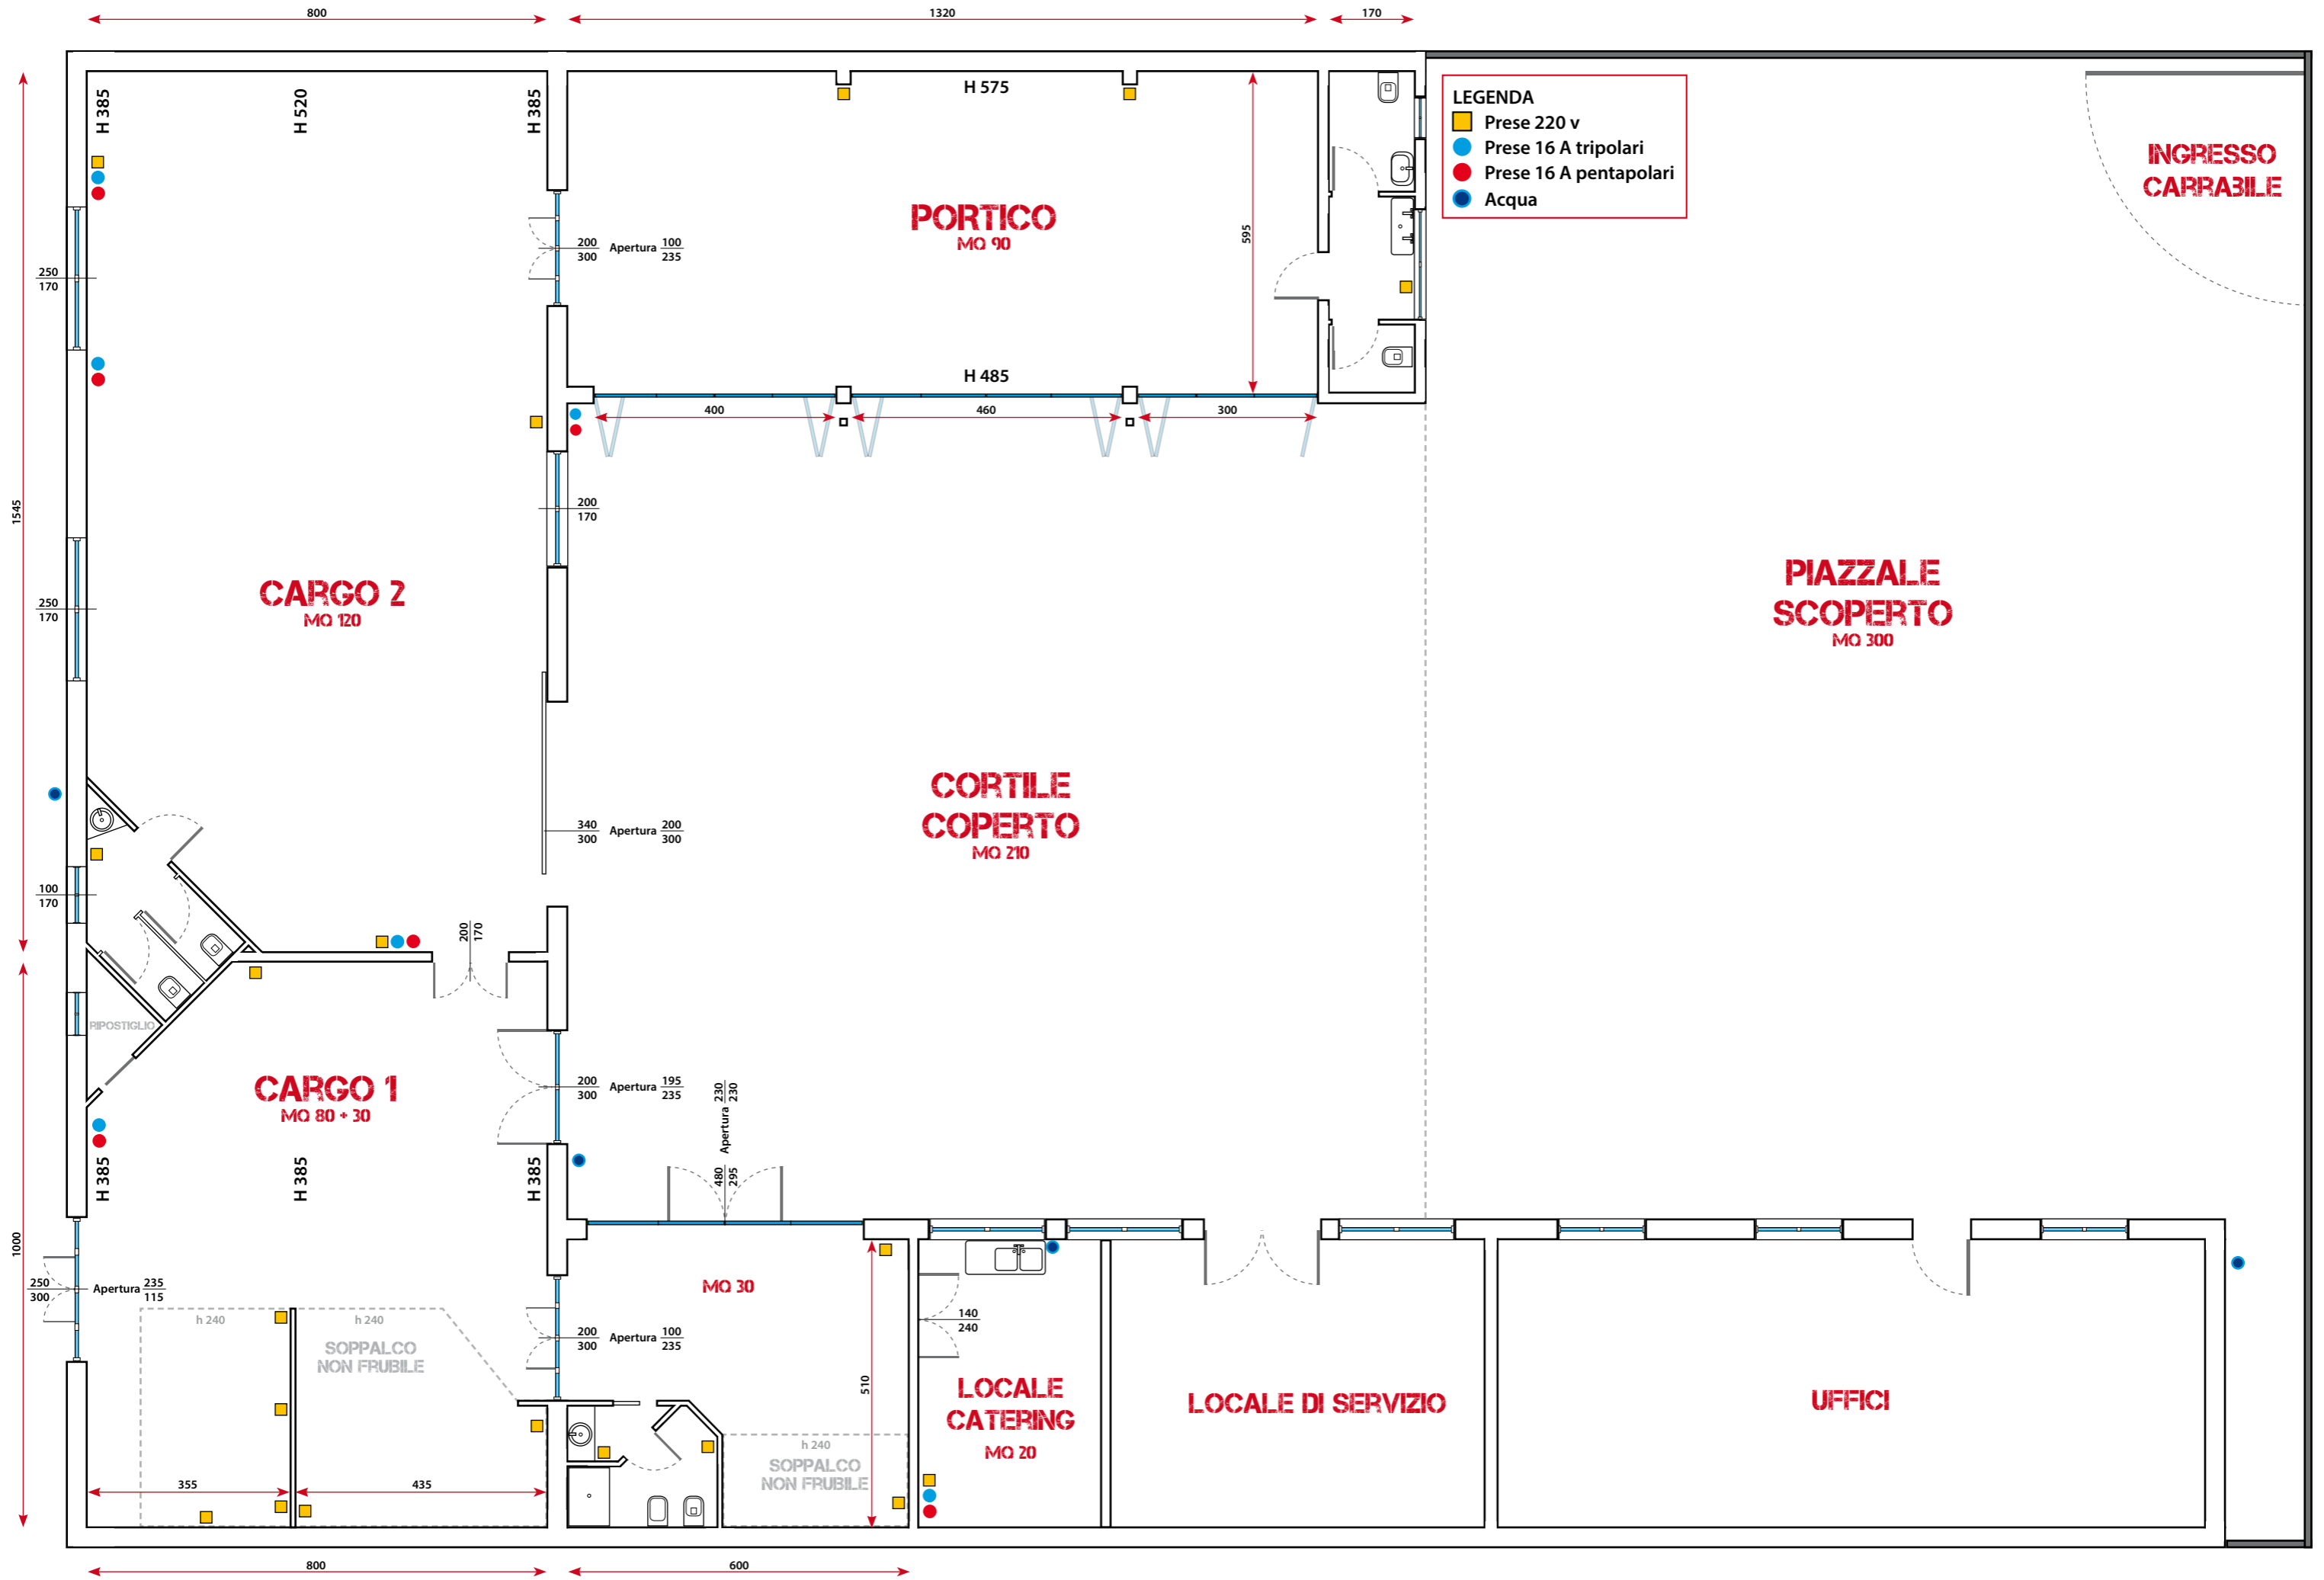 800
1320
170
H 385
H 520
H 385
H 575
LEGENDA
Prese 220 v
Prese 16 A tripolari
Prese 16 A pentapolari
Acqua
INGRESSO
CARRABILE
PORTICO
MQ 90
595
200
300
Apertura
100
235
250
170
H 485
400
460
300
1545
200
170
CARGO 2
MQ 120
250
170
PIAZZALE
SCOPERTO
MQ 300
CORTILE
COPERTO
MQ 210
340
300
Apertura
200
300
100
170
200
170
RIPOSTIGLIO
CARGO 1
MQ 80 + 30
200
300
Apertura
195
235
Apertura
230
230
480
295
H 385
H 385
H 385
1000
250
300
Apertura
235
115
MQ 30
h 240
h 240
SOPPALCO
NON FRUBILE
200
300
Apertura
100
235
140
240
510
LOCALE
CATERING
MQ 20
LOCALE DI SERVIZIO
UFFICI
h 240
SOPPALCO
NON FRUBILE
355
435
800
600